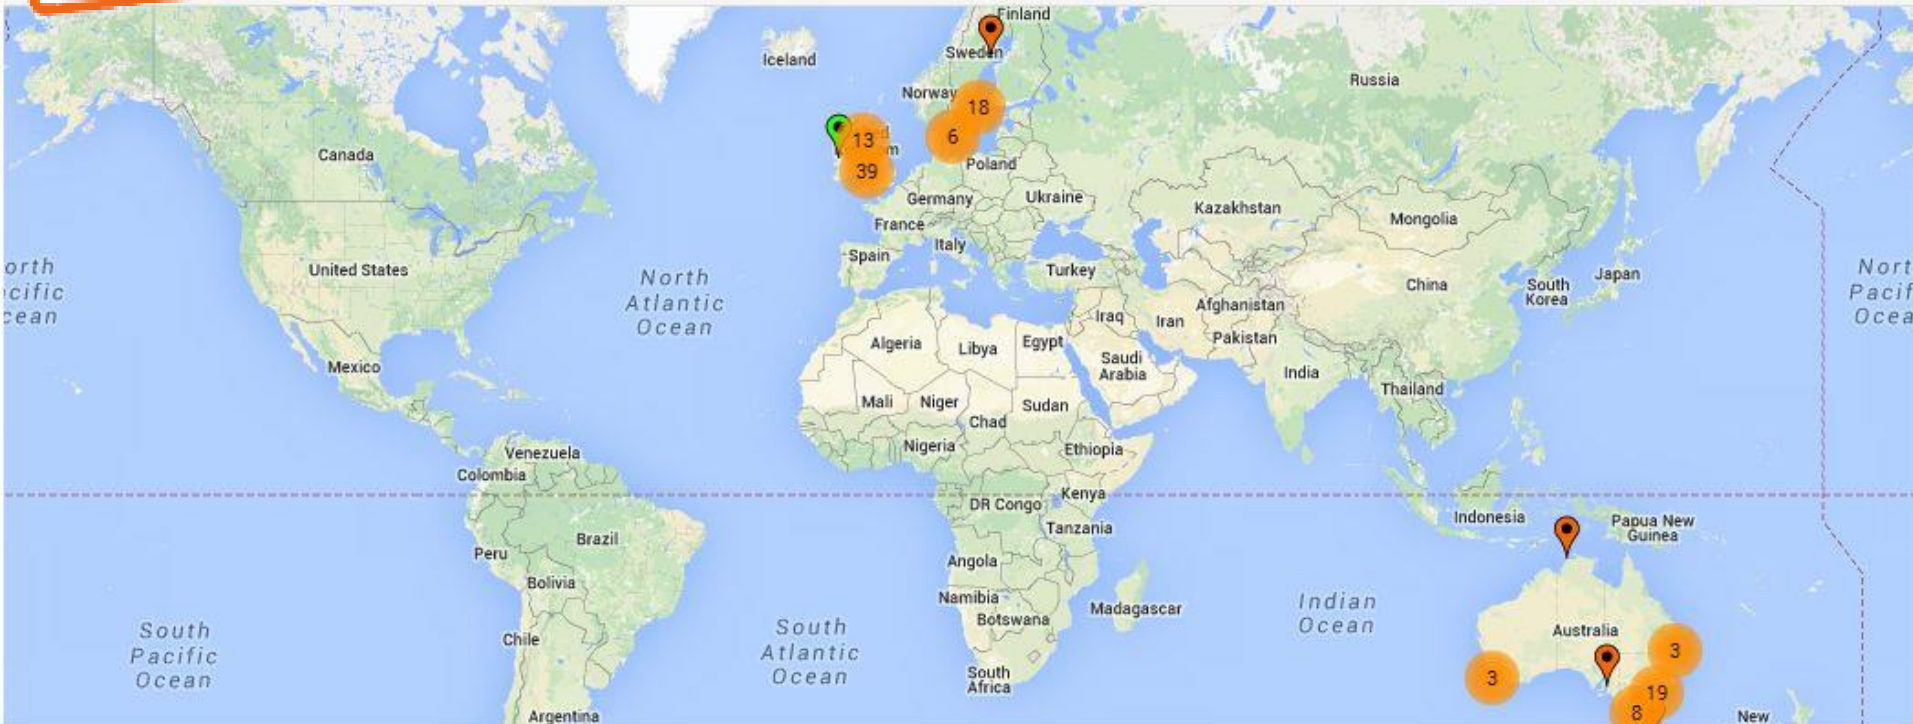 Finland
Sweden
Iceland
Russia
Norway
18
13
6
39
Canada
Poland
Germany
Ukraine
Kazakhstan
Mongolia
France
Italy
Spain
United States
North
Atlantic
Ocean
Turkey
China
South
Korea
Japan
Afghanistan
Iraq
Iran
Pakistan
Algeria
Libya
Egypt
Saudi
Arabia
India
Mexico
Thailand
Mali
Niger
Chad
Sudan
Nigeria
Ethiopia
Venezuela
Colombia
DR Congo
Kenya
Tanzania
Indonesia
Papua New
Guinea
Peru
Brazil
Angola
Bolivia
Namibia
Botswana
Madagascar
Indian
Ocean
South
Pacific
Ocean
Chile
South
Atlantic
Ocean
South
Africa
Australia
3
3
19
8
Argentina
New